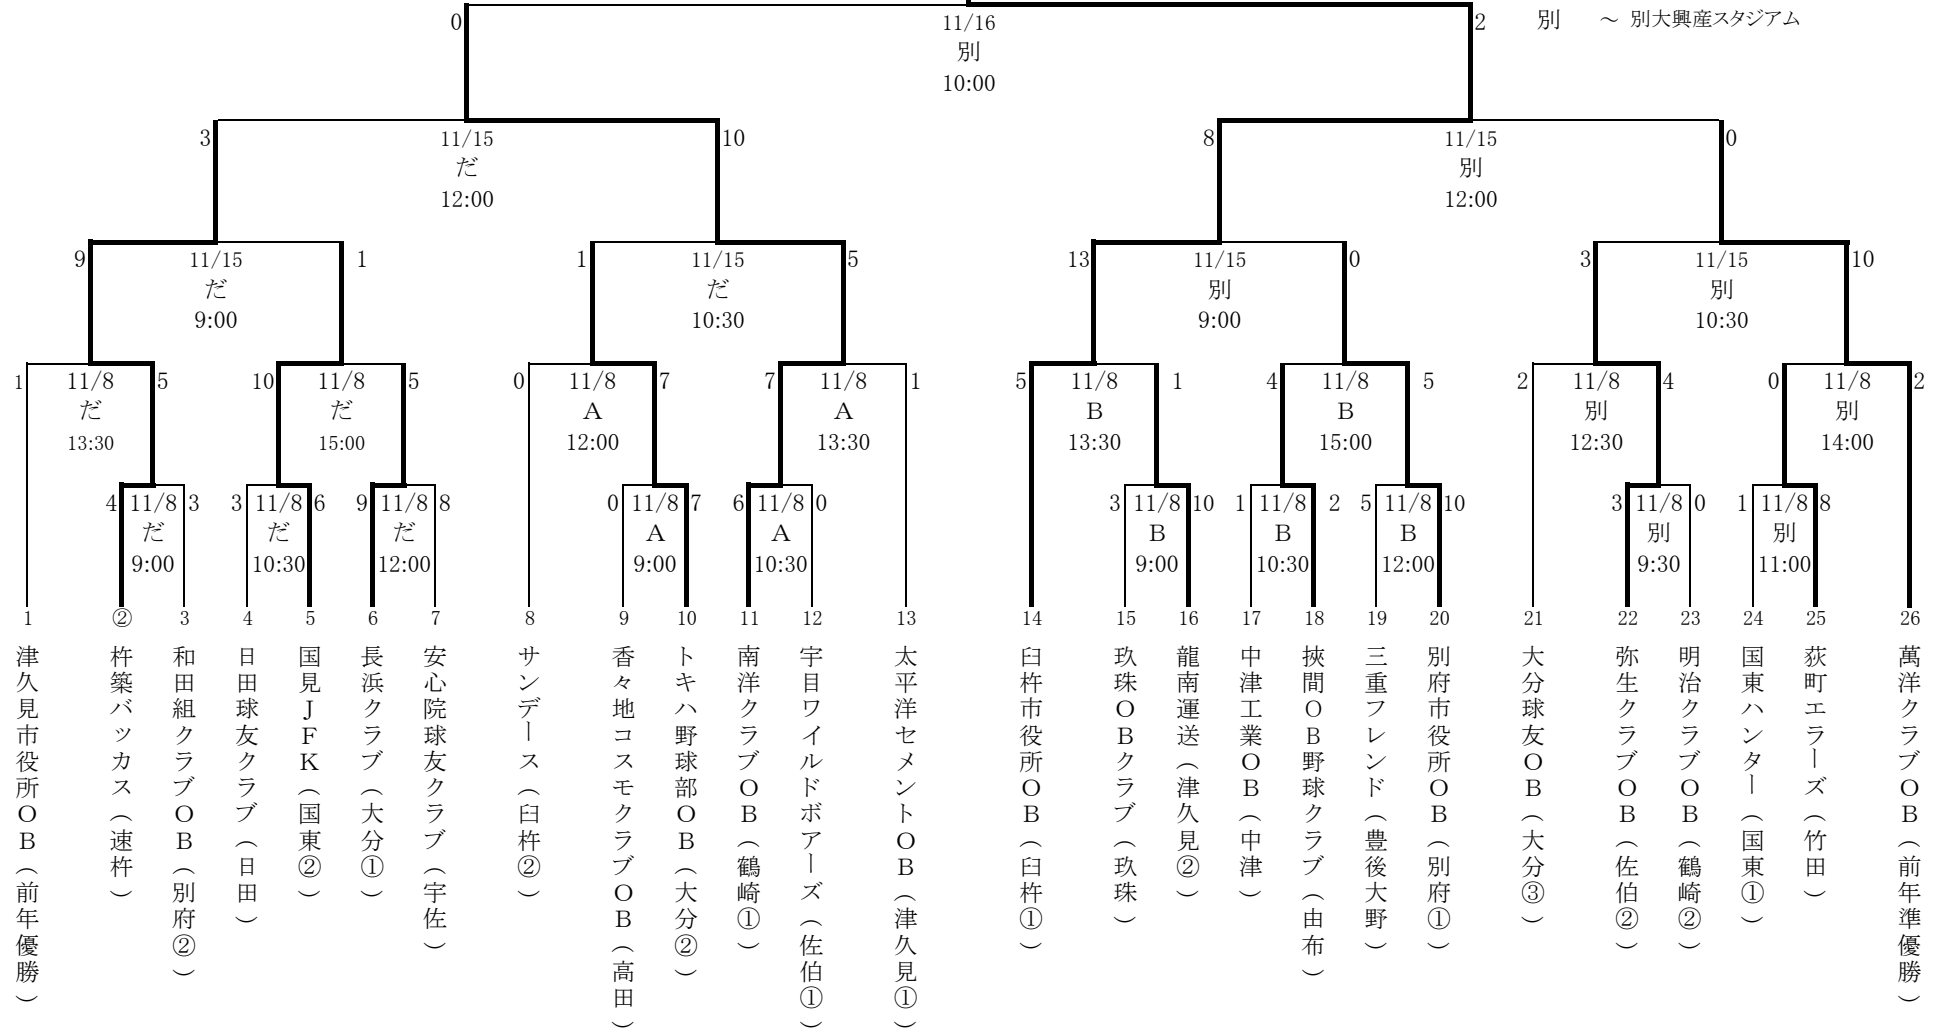 0
11/16
別
10:00
2
別 ～ 別大興産スタジアム
3
11/15
だ
12:00
10
8
11/15
別
12:00
0
9
11/15
だ
9:00
1
1
11/15
だ
10:30
5
13
11/15
別
9:00
0
3
11/15
別
10:30
10
1
11/8
だ
13:30
5
10
11/8
だ
15:00
5
0
11/8
A
12:00
7
7
11/8
A
13:30
1
5
11/8
B
13:30
1
4
11/8
B
15:00
5
2
11/8
別
12:30
4
0
11/8
別
14:00
2
4
11/8
だ
9:00
3
3
11/8
だ
10:30
6
9
11/8
だ
12:00
8
0
11/8
A
9:00
7
6
11/8
A
10:30
0
3
11/8
B
9:00
10
1
11/8
B
10:30
2
5
11/8
B
12:00
10
3
11/8
別
9:30
0
1
11/8
別
11:00
8
1
津久見市役所OB（前年優勝）
②
杵築バッカス（速杵）
3
和田組クラブOB（別府②）
4
日田球友クラブ（日田）
5
国見JFK（国東②）
6
長浜クラブ（大分①）
7
安心院球友クラブ（宇佐）
8
サンデース（臼杵②）
9
香々地コスモクラブOB（高田）
10
トキハ野球部OB（大分②）
11
南洋クラブOB（鶴崎①）
12
宇目ワイルドボアーズ（佐伯①）
13
太平洋セメントOB（津久見①）
14
臼杵市役所OB（臼杵①）
15
玖珠OBクラブ（玖珠）
16
龍南運送（津久見②）
17
中津工業OB（中津）
18
挾間OB野球クラブ（由布）
19
三重フレンド（豊後大野）
20
別府市役所OB（別府①）
21
大分球友OB（大分③）
22
弥生クラブOB（佐伯②）
23
明治クラブOB（鶴崎②）
24
国東ハンター（国東①）
25
荻町エラーズ（竹田）
26
萬洋クラブOB（前年準優勝）